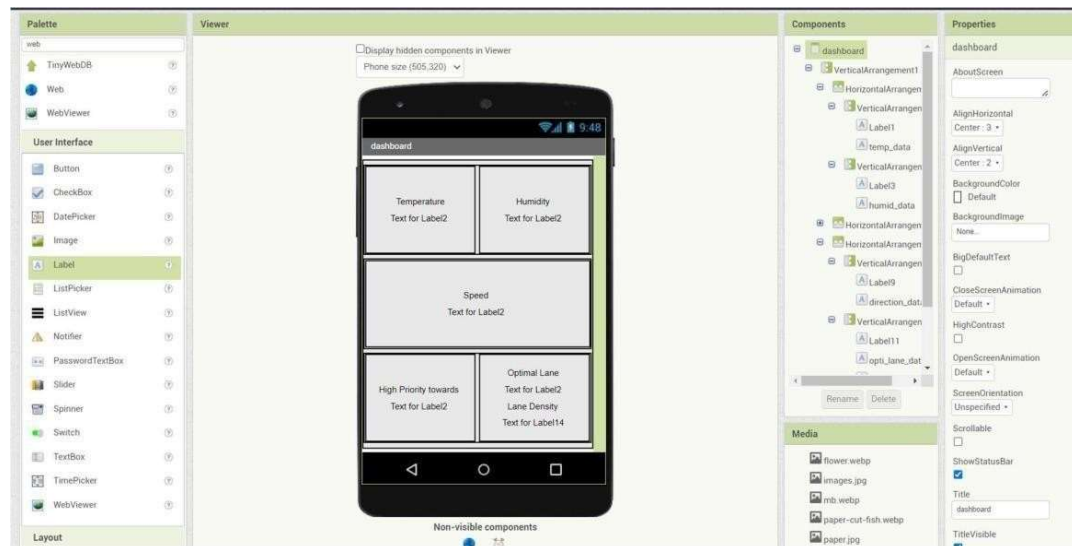 Palette
web
TinyWebDB
Web
WebViewer
User Interface
Button
CheckBox
DatePicker
Image
Label
ListPicker
ListView
Notifier
PasswordTextBox
Slider
Spinner
Switch
TextBox
TimePicker
WebViewer
Layout
Viewer
Display hidden components in Viewer
Phone size (505,320)
9:48
dashboard
Temperature
Text for Label2
Humidity
Text for Label2
Speed
Text for Label2
High Priority towards
Text for Label2
Optimal Lane
Text for Label2
Lane Density
Text for Label14
Non-visible components
Components
dashboard
VerticalArrangement1
HorizontalArrangen
VerticalArrangen
Label1
temp_data
VerticalArrangen
Label3
humid_data
HorizontalArrangen
HorizontalArrangen
VerticalArrangen
Label9
direction_dat
VerticalArrangen
Label11
opti_lane_dat
Rename Delete
Media
flower.webp
images.jpg
mb.webp
paper-cut-fish.webp
paper.jpg
Properties
dashboard
AboutScreen
AlignHorizontal
Center : 3
AlignVertical
Center : 2
BackgroundColor
Default
BackgroundImage
None...
BigDefaultText
CloseScreenAnimation
Default
HighContrast
OpenScreenAnimation
Default
ScreenOrientation
Unspecified
Scrollable
ShowStatusBar
Title
dashboard
TitleVisible